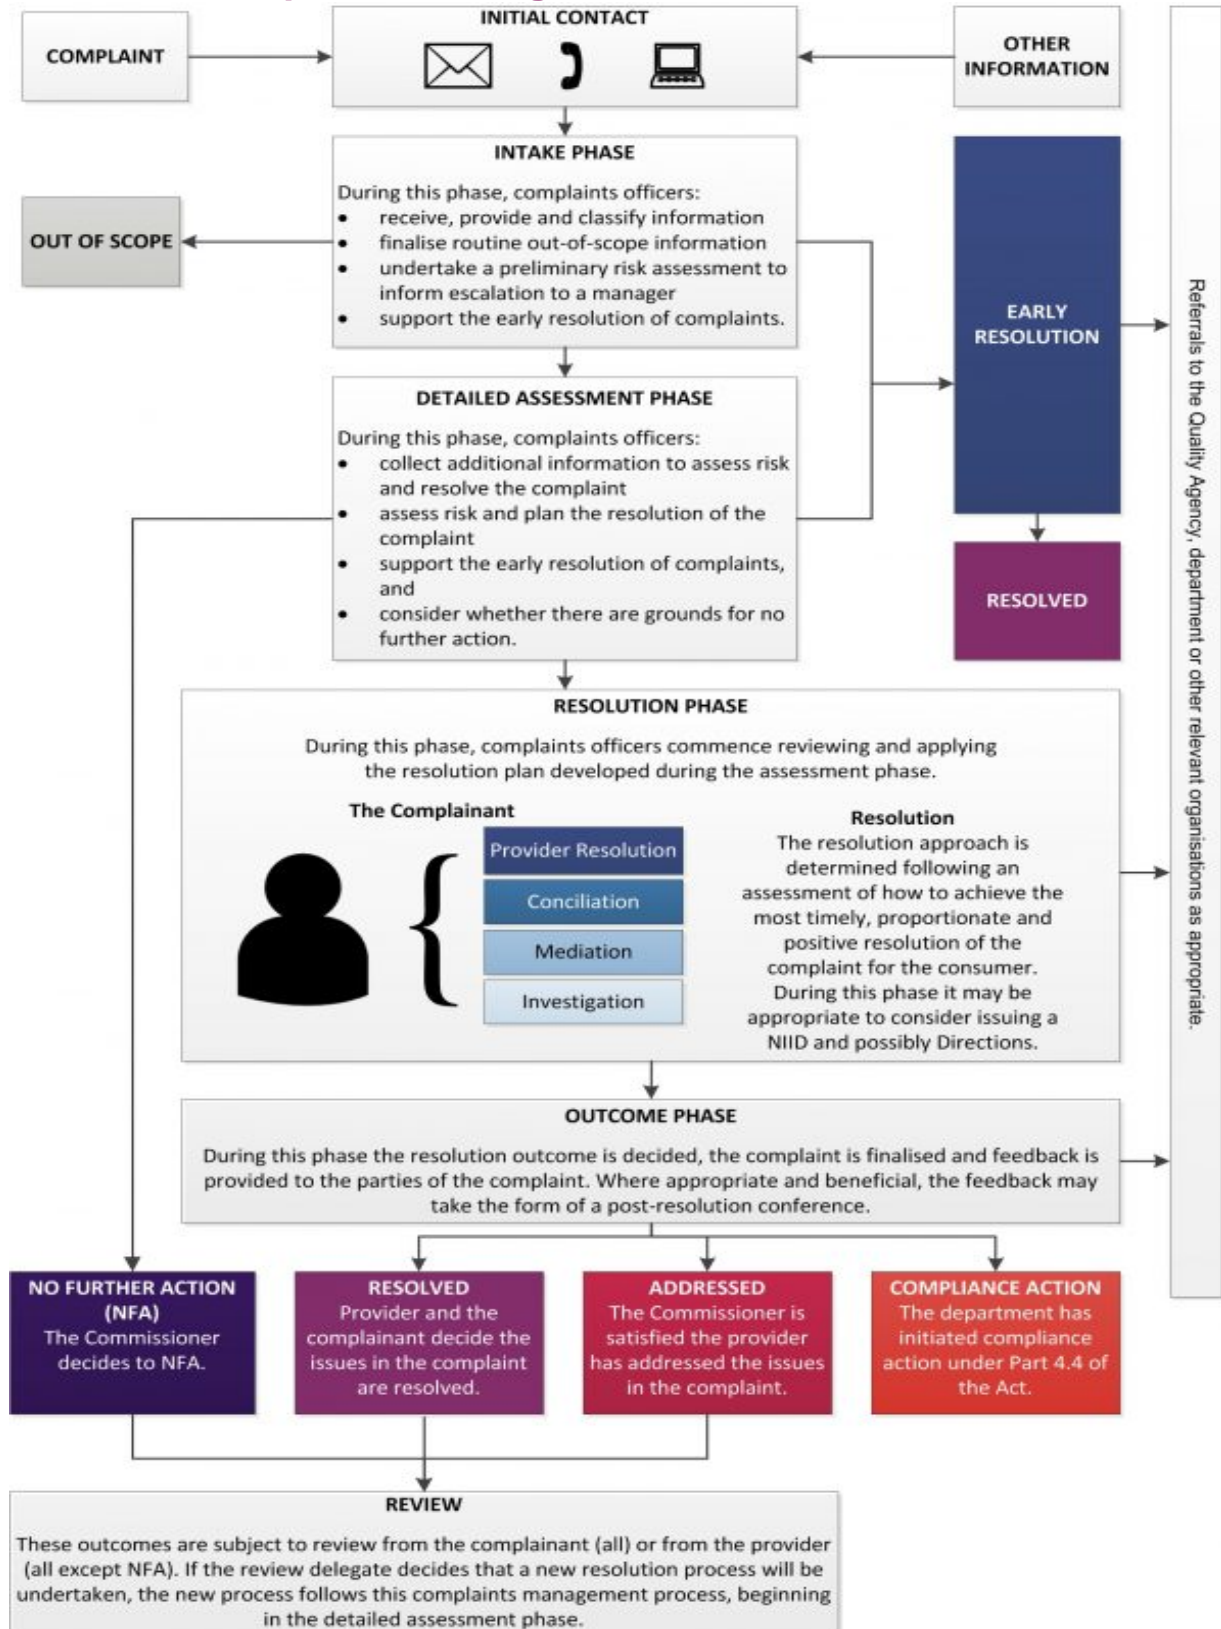 INITIAL CONTACT
COMPLAINT
OTHER
INFORMATION
INTAKE PHASE
During this phase, complaints officers:
• receive, provide and classify information
• finalise routine out-of-scope information
• undertake a preliminary risk assessment to
inform escalation to a manager
• support the early resolution of complaints.
OUT OF SCOPE
EARLY
RESOLUTION
DETAILED ASSESSMENT PHASE
During this phase, complaints officers:
• collect additional information to assess risk
and resolve the complaint
• assess risk and plan the resolution of the
complaint
• support the early resolution of complaints,
and
• consider whether there are grounds for no
further action.
RESOLVED
Referrals to the Quality Agency, department or other relevant organisations as appropriate.
RESOLUTION PHASE
During this phase, complaints officers commence reviewing and applying
the resolution plan developed during the assessment phase.
The Complainant
Provider Resolution
Conciliation
Mediation
Investigation
Resolution
The resolution approach is
determined following an
assessment of how to achieve the
most timely, proportionate and
positive resolution of the
complaint for the consumer.
During this phase it may be
appropriate to consider issuing a
NIID and possibly Directions.
OUTCOME PHASE
During this phase the resolution outcome is decided, the complaint is finalised and feedback is
provided to the parties of the complaint. Where appropriate and beneficial, the feedback may
take the form of a post-resolution conference.
NO FURTHER ACTION
(NFA)
The Commissioner
decides to NFA.
RESOLVED
Provider and the
complainant decide the
issues in the complaint
are resolved.
ADDRESSED
The Commissioner is
satisfied the provider
has addressed the issues
in the complaint.
COMPLIANCE ACTION
The department has
initiated compliance
action under Part 4.4 of
the Act.
REVIEW
These outcomes are subject to review from the complainant (all) or from the provider
(all except NFA). If the review delegate decides that a new resolution process will be
undertaken, the new process follows this complaints management process, beginning
in the detailed assessment phase.